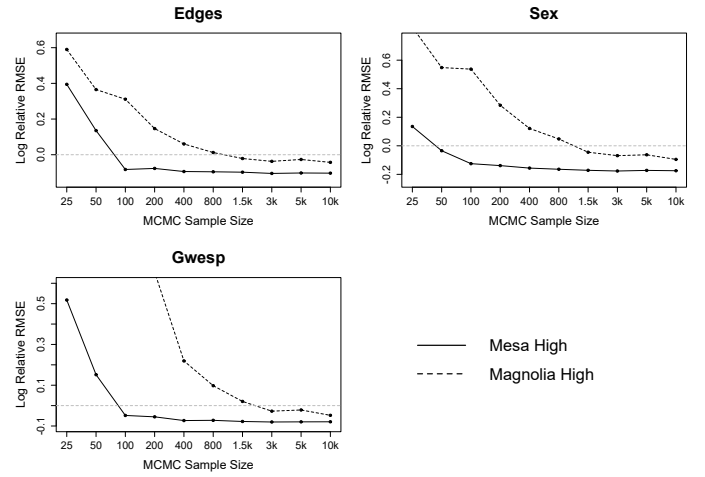 Edges
Log Relative RMSE
0.6
0.4
0.2
0.0
25 50 100 200 400 800 1.5k 3k 5k 10k
MCMC Sample Size
Sex
Log Relative RMSE
0.6
0.4
0.2
0.0
-0.2
25 50 100 200 400 800 1.5k 3k 5k 10k
MCMC Sample Size
Gwesp
Log Relative RMSE
0.5
0.3
0.1
-0.1
25 50 100 200 400 800 1.5k 3k 5k 10k
MCMC Sample Size
Mesa High
Magnolia High